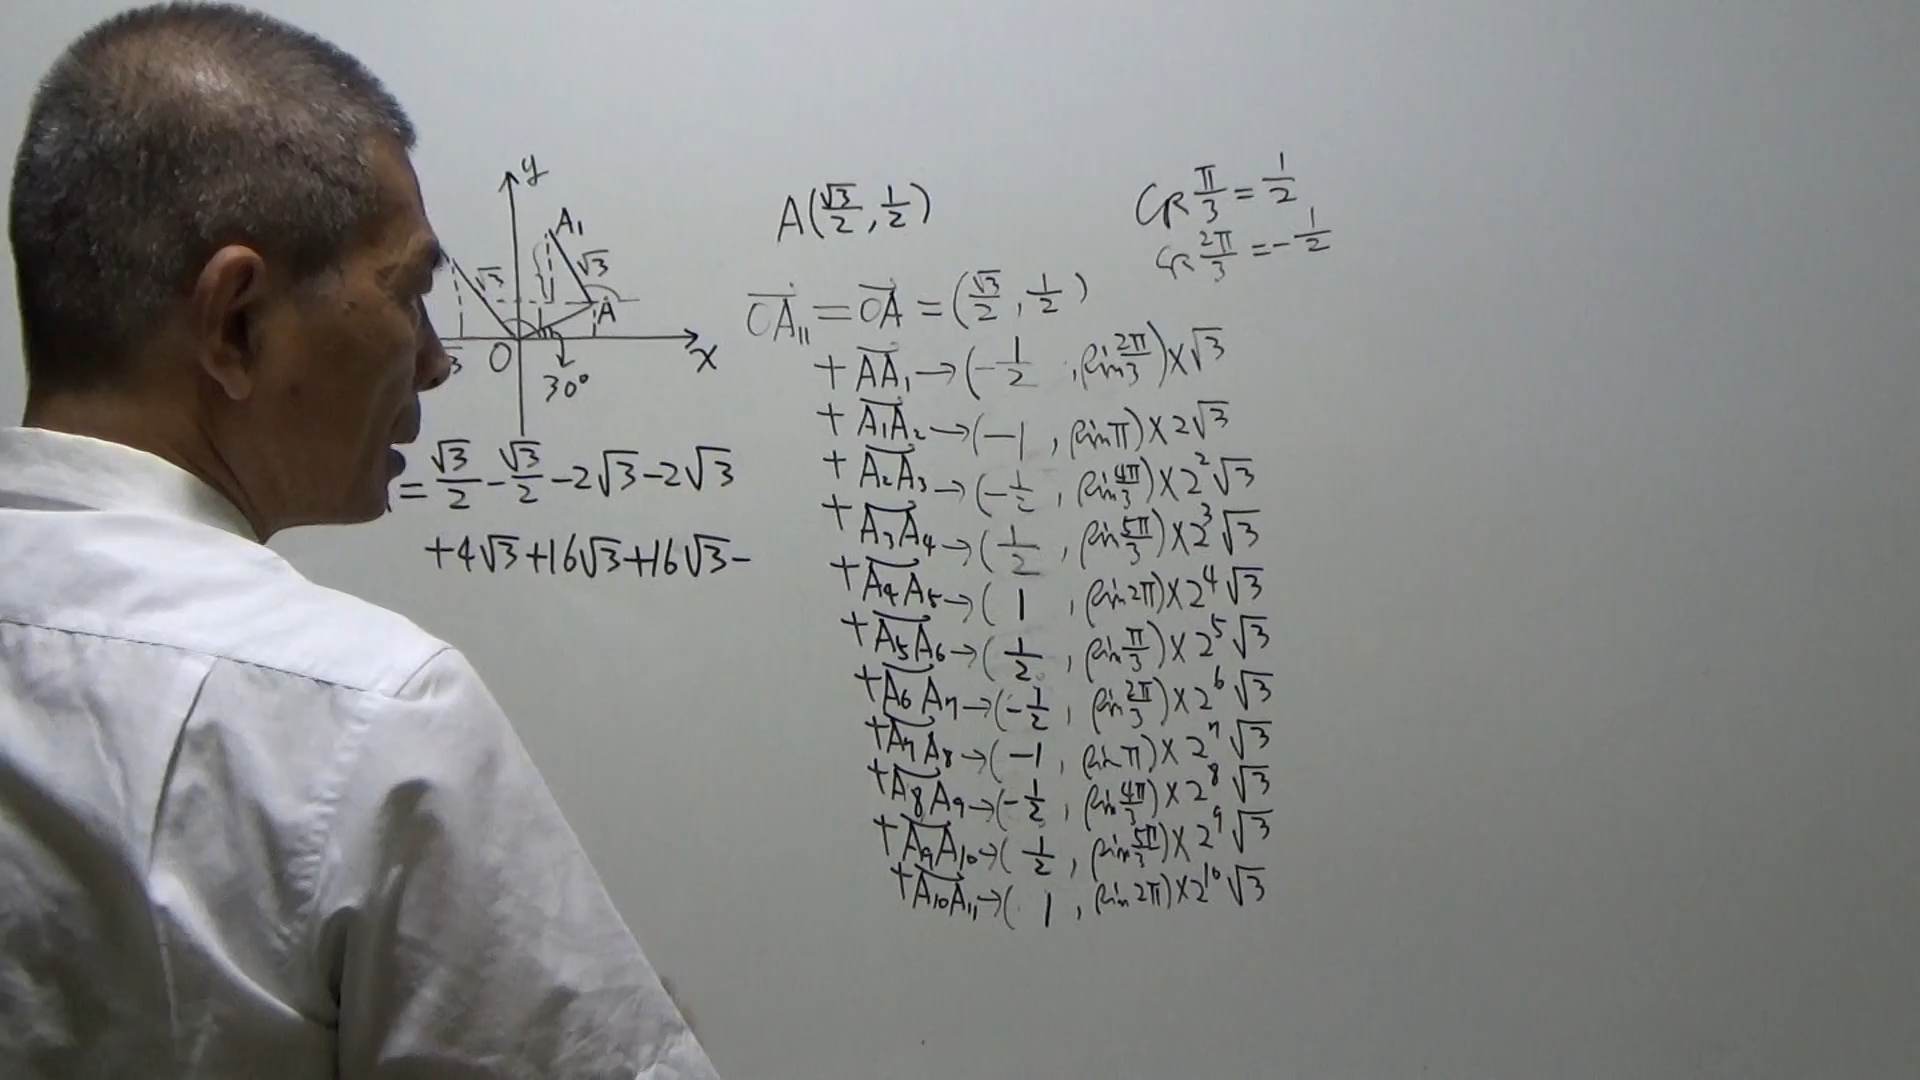 y
A₁
√3
√3
A
O
x
3
30°
= √3/2 - √3/2 - 2√3 - 2√3
+ 4√3 + 16√3 + 16√3 -
A(√3/2, 1/2)
OA₁₁ = OA = (√3/2, 1/2)
+ AA₁ → (-1/2, sin 2π/3) × √3
+ A₁A₂ → (-1, sin π) × 2√3
+ A₂A₃ → (-1/2, sin 4π/3) × 2²√3
+ A₃A₄ → (1/2, sin 5π/3) × 2³√3
+ A₄A₅ → (1, sin 2π) × 2⁴√3
+ A₅A₆ → (1/2, sin π/3) × 2⁵√3
+ A₆A₇ → (-1/2, sin 2π/3) × 2⁶√3
+ A₇A₈ → (-1, sin π) × 2⁷√3
+ A₈A₉ → (-1/2, sin 4π/3) × 2⁸√3
+ A₉A₁₀ → (1/2, sin 5π/3) × 2⁹√3
+ A₁₀A₁₁ → (1, sin 2π) × 2¹⁰√3
cos π/3 = 1/2
cos 2π/3 = -1/2